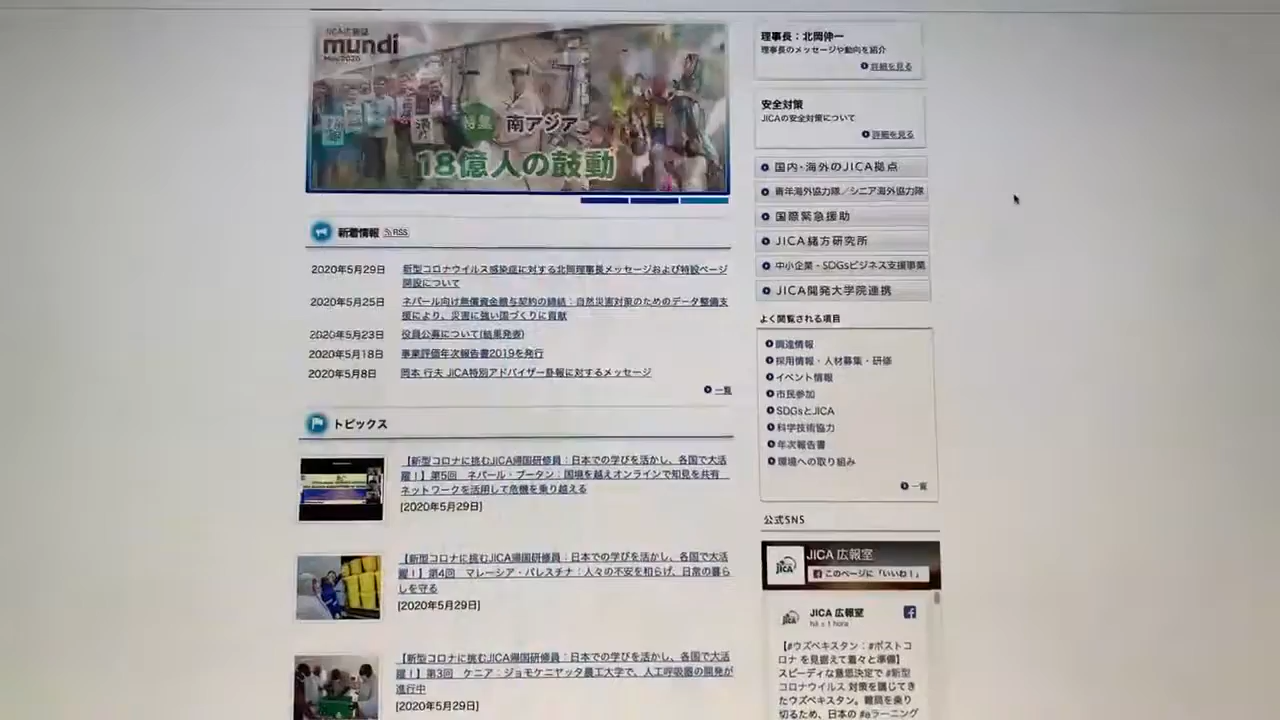 JICA広報誌
mundi
May 2020
特集 南アジア
18億人の鼓動
新着情報 RSS
2020年5月29日 新型コロナウイルス感染症に対する北岡理事長メッセージおよび特設ページ
開設について
2020年5月25日 ネパール向け無償資金贈与契約の締結：自然災害対策のためのデータ整備支
援により、災害に強い国づくりに貢献
2020年5月23日 役員公募について(結果発表)
2020年5月18日 事業評価年次報告書2019を発行
2020年5月8日 岡本 行夫 JICA特別アドバイザー訃報に対するメッセージ
一覧
トピックス
【新型コロナに挑むJICA帰国研修員：日本での学びを活かし、各国で大活
躍！】第5回 ネパール・ブータン：国境を越えオンラインで知見を共有
ネットワークを活用して危機を乗り越える
[2020年5月29日]
【新型コロナに挑むJICA帰国研修員：日本での学びを活かし、各国で大活
躍！】第4回 マレーシア・パレスチナ：人々の不安を和らげ、日常の暮ら
しを守る
[2020年5月29日]
【新型コロナに挑むJICA帰国研修員：日本での学びを活かし、各国で大活
躍！】第3回 ケニア：ジョモケニヤッタ農工大学で、人工呼吸器の開発が
進行中
[2020年5月29日]
理事長：北岡伸一
理事長のメッセージや動向を紹介
詳細を見る
安全対策
JICAの安全対策について
詳細を見る
国内・海外のJICA拠点
青年海外協力隊／シニア海外協力隊
国際緊急援助
JICA緒方研究所
中小企業・SDGsビジネス支援事業
JICA開発大学院連携
よく閲覧される項目
調達情報
採用情報・人材募集・研修
イベント情報
市民参加
SDGsとJICA
科学技術協力
年次報告書
環境への取り組み
一覧
公式SNS
JICA 広報室
このページに「いいね！」
JICA 広報室
há ± 1 hora
【#ウズベキスタン：#ポストコ
ロナ を見据えて着々と準備】
スピーディな意思決定で #新型
コロナウイルス 対策を講じてき
たウズベキスタン。難局を乗り
切るため、日本の #eラーニング